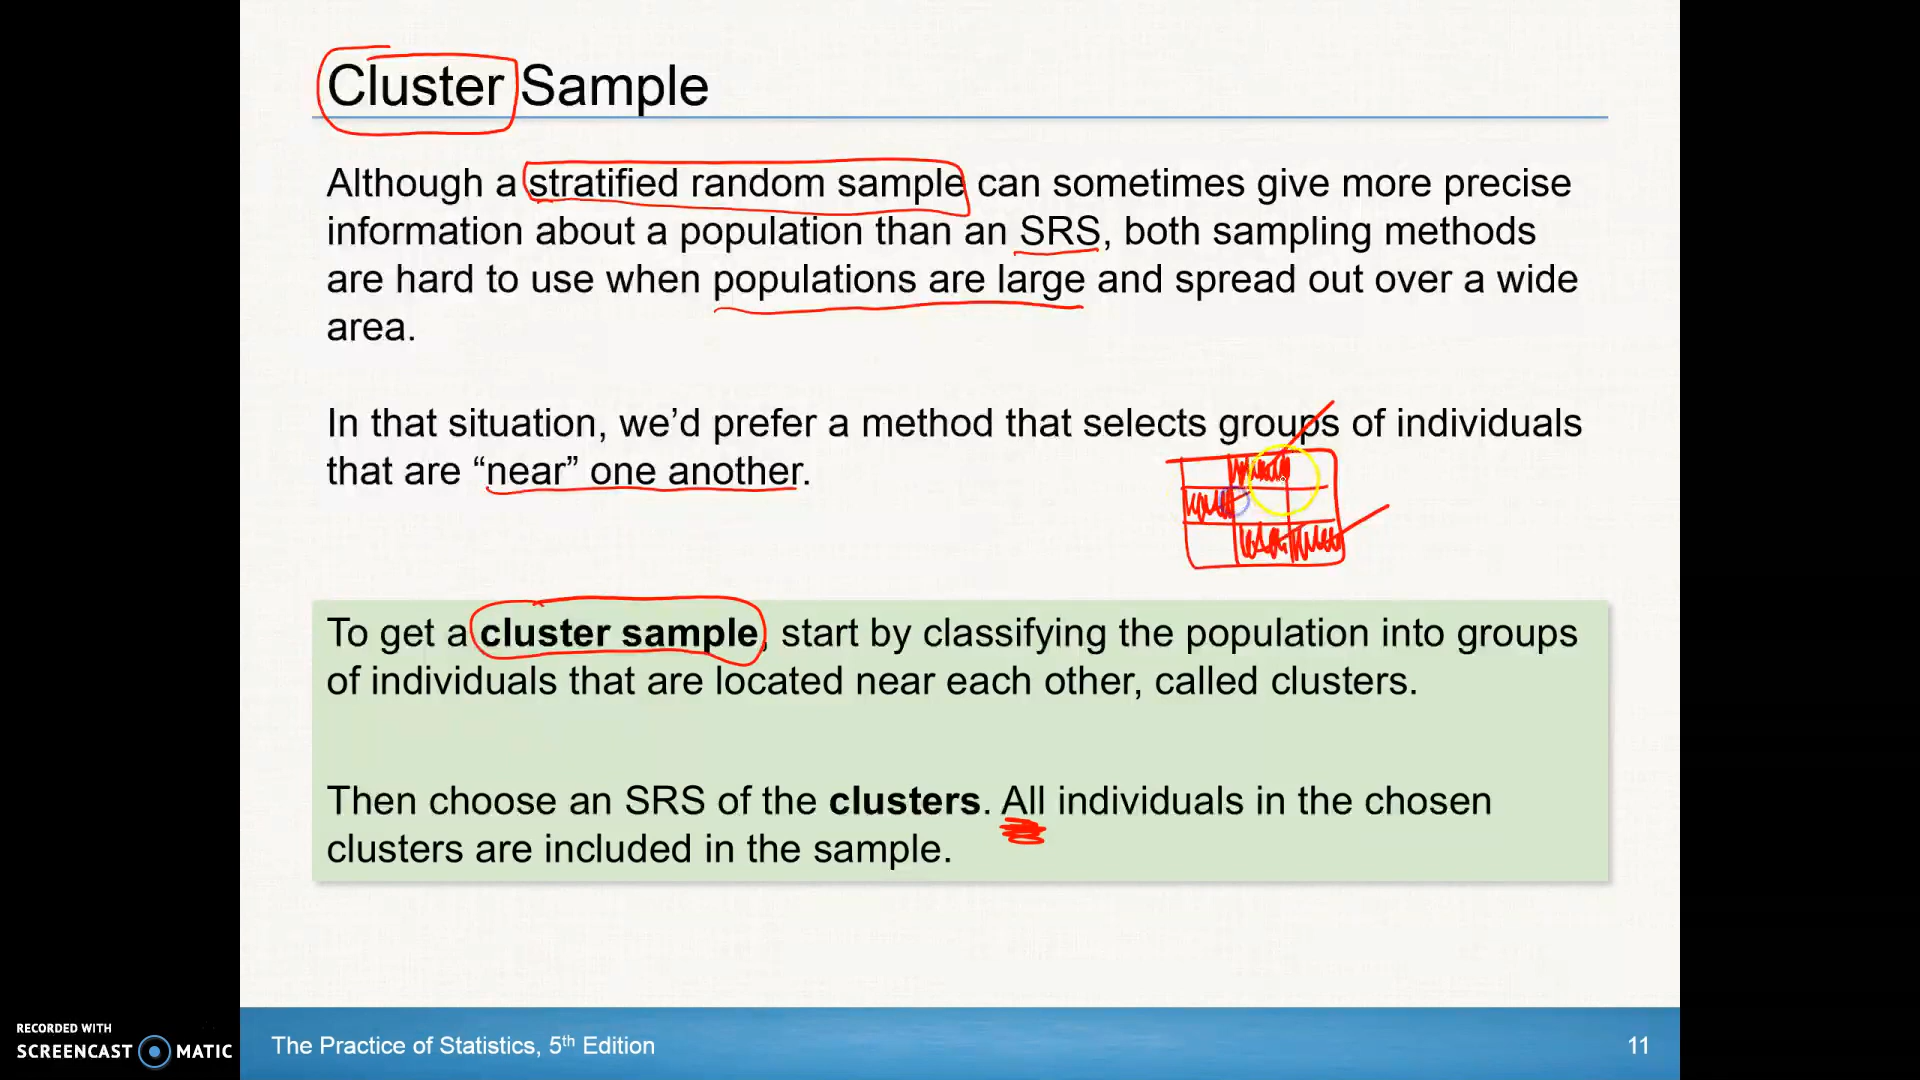 Cluster Sample
Although a stratified random sample can sometimes give more precise
information about a population than an SRS, both sampling methods
are hard to use when populations are large and spread out over a wide
area.
In that situation, we’d prefer a method that selects groups of individuals
that are “near” one another.
To get a cluster sample, start by classifying the population into groups
of individuals that are located near each other, called clusters.
Then choose an SRS of the clusters. All individuals in the chosen
clusters are included in the sample.
RECORDED WITH
SCREENCAST MATIC
The Practice of Statistics, 5th Edition
11